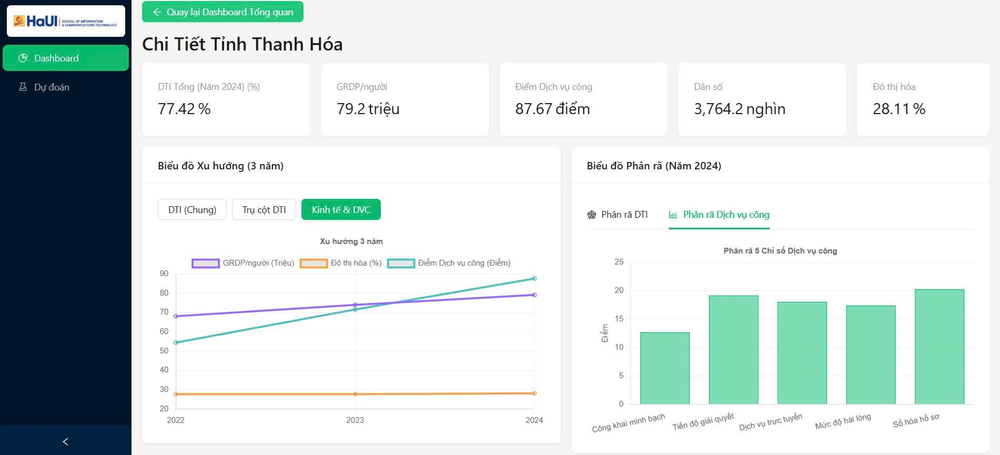 HaUI
SCHOOL OF INFORMATION
& COMMUNICATIONS TECHNOLOGY
Dashboard
Dự đoán
Quay lại Dashboard Tổng quan
Chi Tiết Tỉnh Thanh Hóa
DTI Tổng (Năm 2024) (%)
77.42 %
GRDP/người
79.2 triệu
Điểm Dịch vụ công
87.67 điểm
Dân số
3,764.2 nghìn
Đô thị hóa
28.11 %
Biểu đồ Xu hướng (3 năm)
DTI (Chung)
Trụ cột DTI
Kinh tế & DVC
Xu hướng 3 năm
GRDP/người (Triệu)
Đô thị hóa (%)
Điểm Dịch vụ công (Điểm)
90
80
70
60
50
40
30
20
2022
2023
2024
Biểu đồ Phân rã (Năm 2024)
Phân rã DTI
Phân rã Dịch vụ công
Phân rã 5 Chỉ số Dịch vụ công
Điểm
25
20
15
10
5
0
Công khai minh bạch
Tiến độ giải quyết
Dịch vụ trực tuyến
Mức độ hài lòng
Số hóa hồ sơ